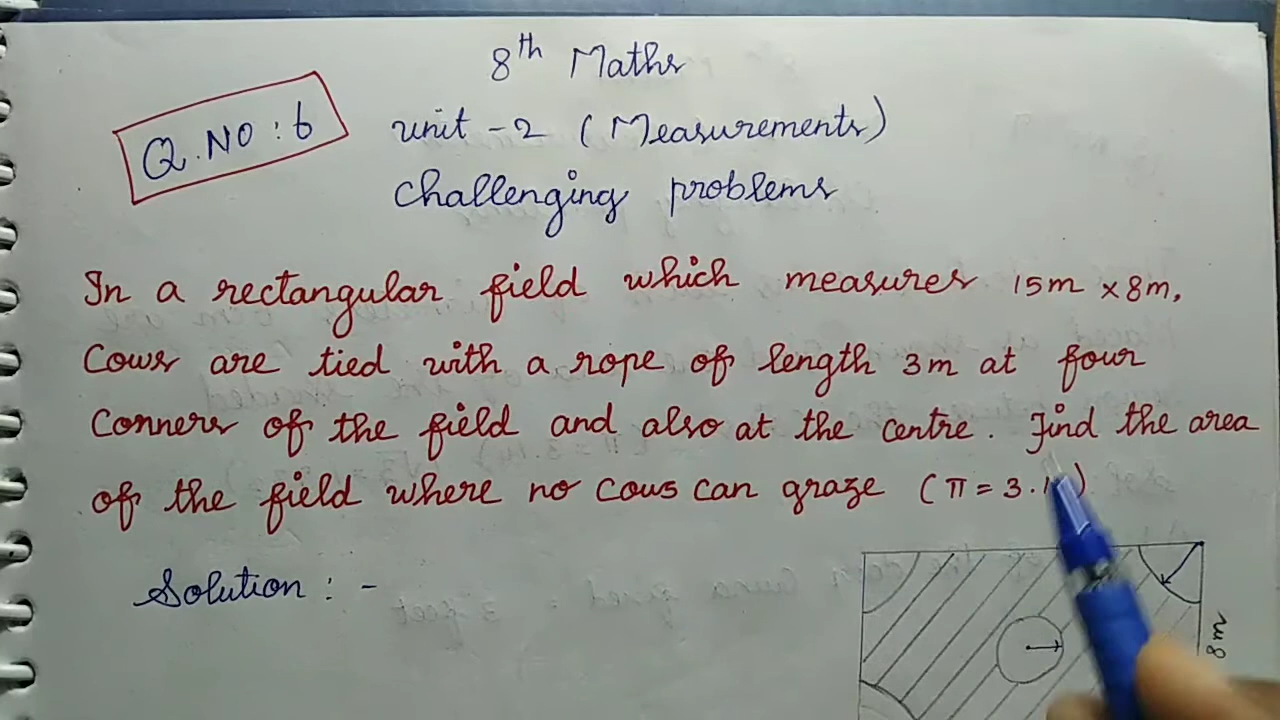 8th Maths
Q.NO : 6
unit - 2 (Measurements)
Challenging problems
In a rectangular field which measures 15m x 8m,
Cows are tied with a rope of length 3m at four
Conners of the field and also at the centre. Find the area
of the field where no cows can graze (π = 3.1 )
Solution : -
8m